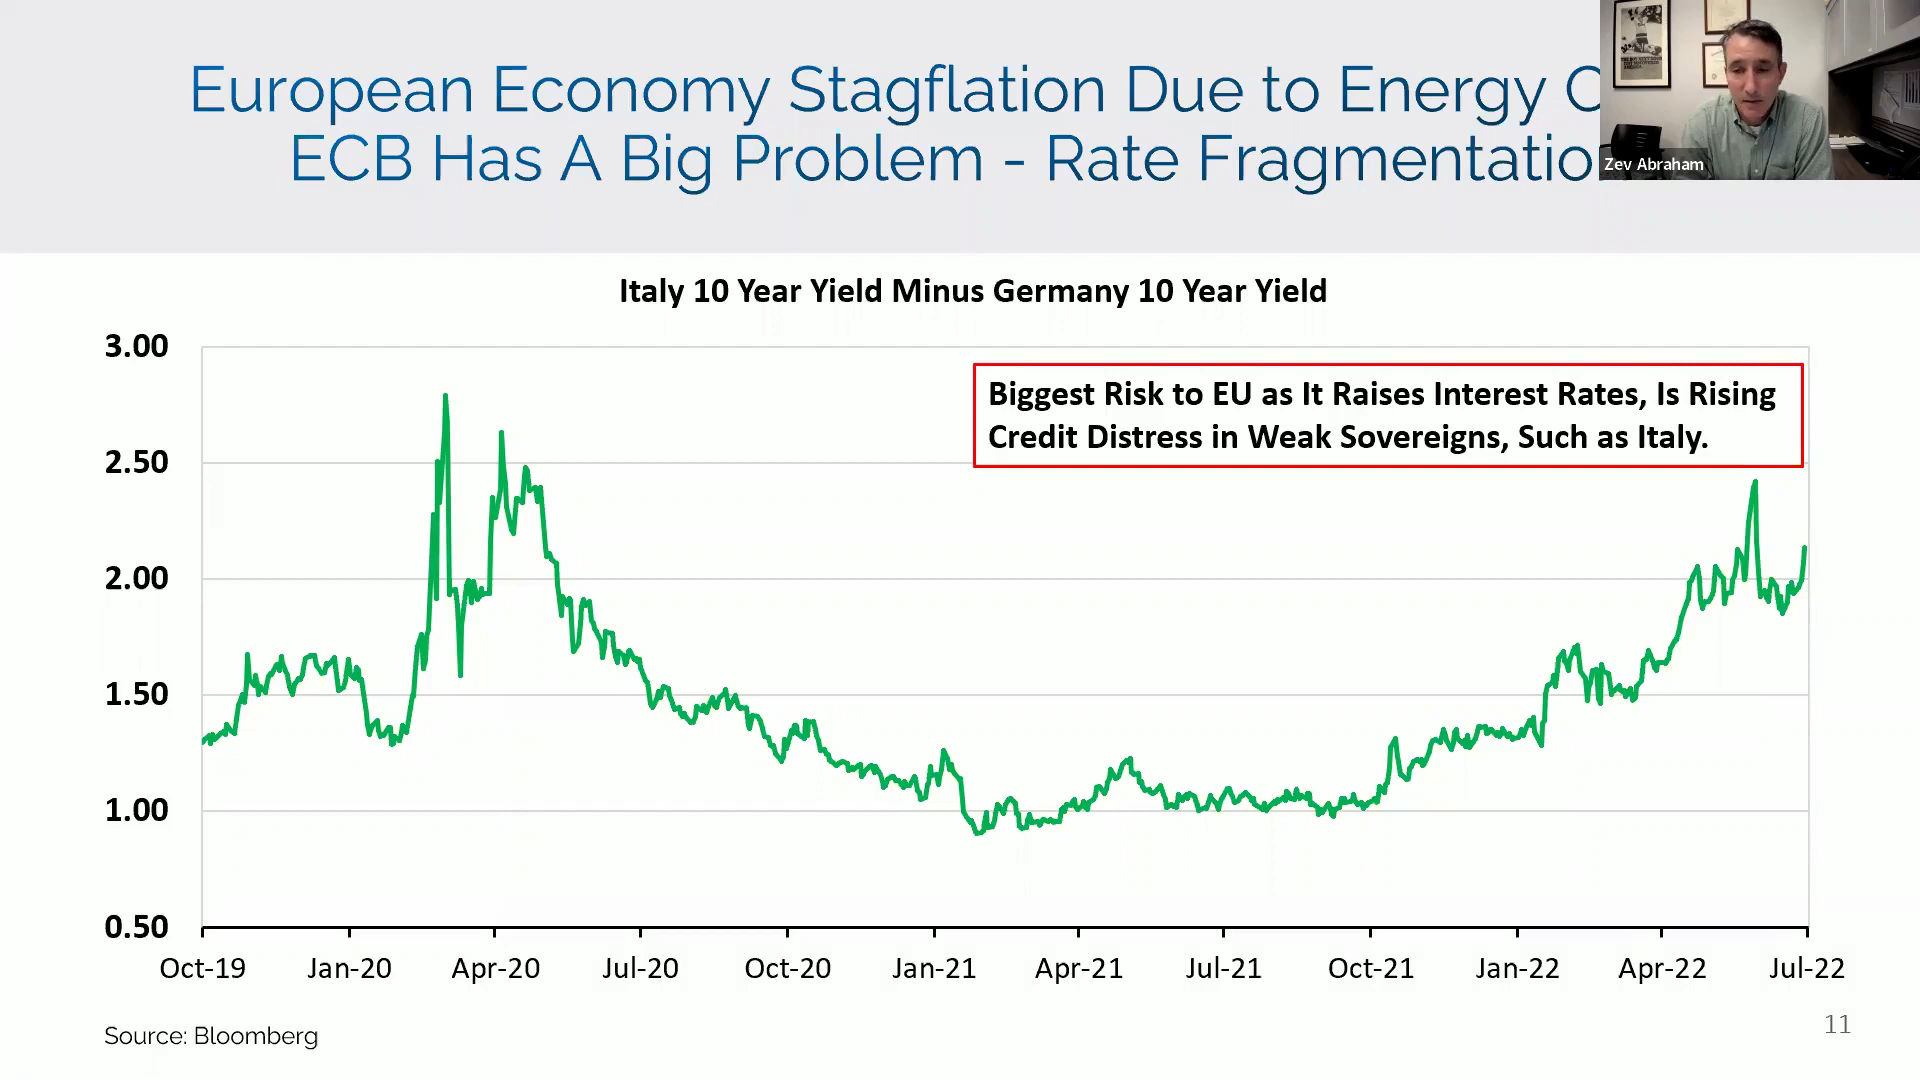 European Economy Stagflation Due to Energy
ECB Has A Big Problem - Rate Fragmentatio
Zev Abraham
Italy 10 Year Yield Minus Germany 10 Year Yield
Biggest Risk to EU as It Raises Interest Rates, Is Rising
Credit Distress in Weak Sovereigns, Such as Italy.
3.00
2.50
2.00
1.50
1.00
0.50
Oct-19 Jan-20 Apr-20 Jul-20 Oct-20 Jan-21 Apr-21 Jul-21 Oct-21 Jan-22 Apr-22 Jul-22
Source: Bloomberg
11